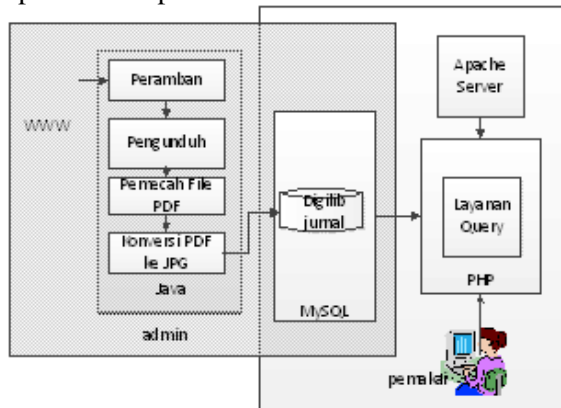 Peramban
WWW
Pengunduh
Pemecah File
PDF
Konversi PDF
ke JPG
Java
admin
Digilib
jurnal
MySQL
Apache
Server
Layanan
Query
PHP
pemakai